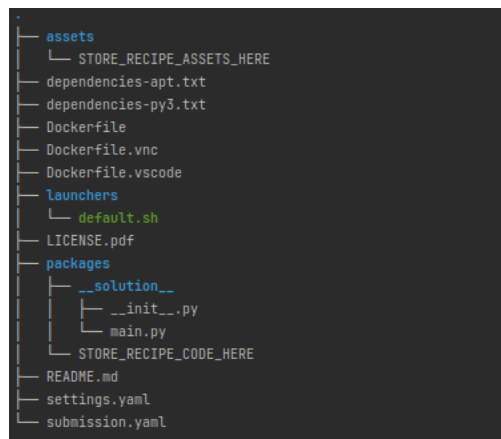 .
├── assets
│   └── STORE_RECIPE_ASSETS_HERE
├── dependencies-apt.txt
├── dependencies-py3.txt
├── Dockerfile
├── Dockerfile.vnc
├── Dockerfile.vscode
├── launchers
│   └── default.sh
├── LICENSE.pdf
├── packages
│   ├── __solution__
│   │   ├── __init__.py
│   │   └── main.py
│   └── STORE_RECIPE_CODE_HERE
├── README.md
├── settings.yaml
└── submission.yaml